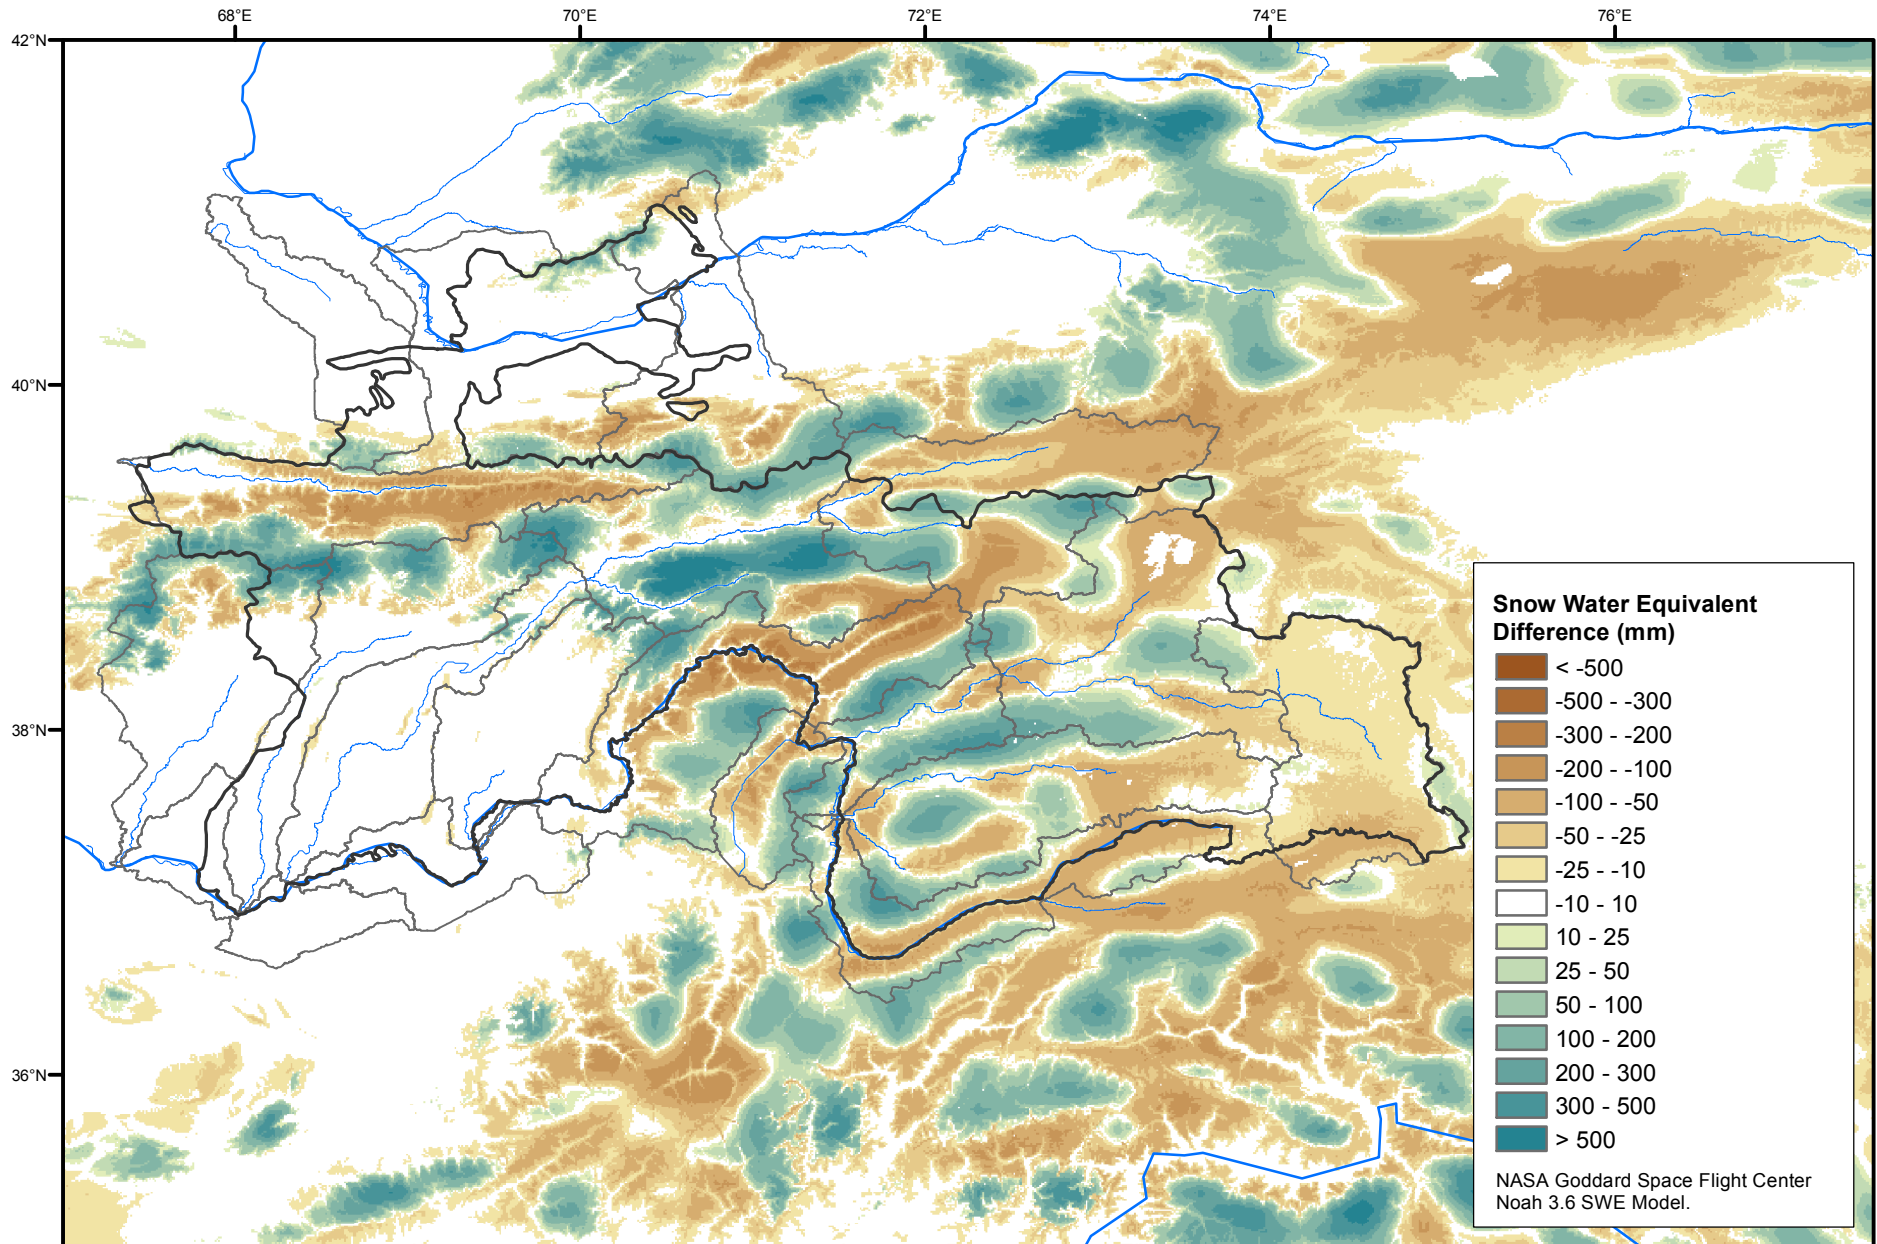 68°E
70°E
72°E
74°E
76°E
42°N
40°N
38°N
36°N
Snow Water Equivalent
Difference (mm)
< -500
-500 - -300
-300 - -200
-200 - -100
-100 - -50
-50 - -25
-25 - -10
-10 - 10
10 - 25
25 - 50
50 - 100
100 - 200
200 - 300
300 - 500
> 500
NASA Goddard Space Flight Center
Noah 3.6 SWE Model.